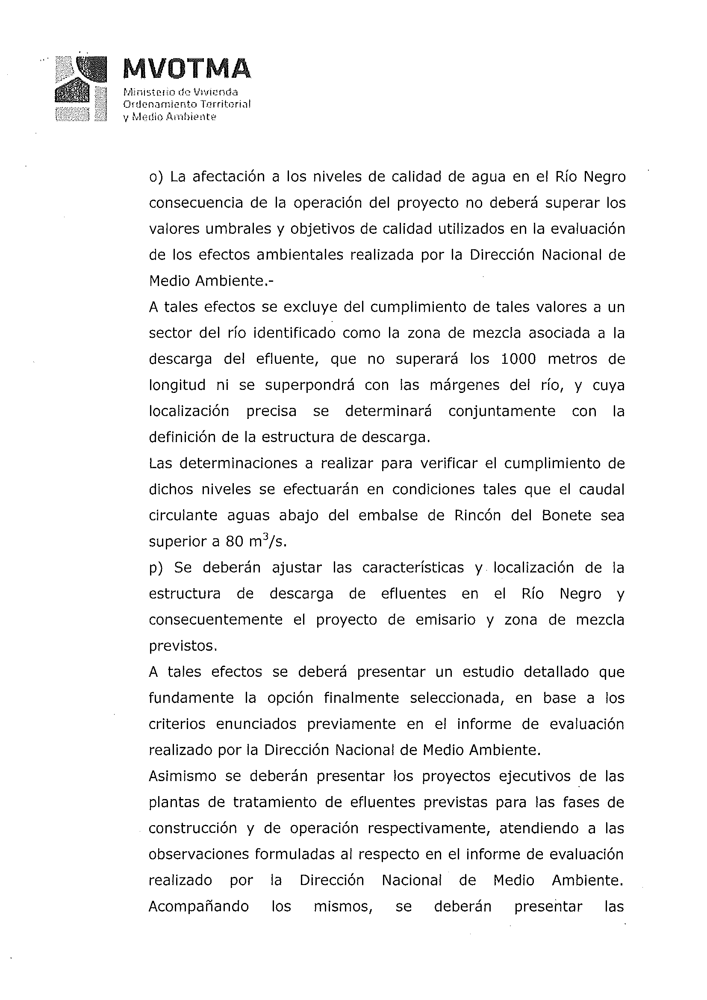 MVOTMA
Ministerio de Vivienda
Ordenamiento Territorial
y Medio Ambiente
o) La afectación a los niveles de calidad de agua en el Río Negro
consecuencia de la operación del proyecto no deberá superar los
valores umbrales y objetivos de calidad utilizados en la evaluación
de los efectos ambientales realizada por la Dirección Nacional de
Medio Ambiente.-
A tales efectos se excluye del cumplimiento de tales valores a un
sector del río identificado como la zona de mezcla asociada a la
descarga del efluente, que no superará los 1000 metros de
longitud ni se superpondrá con las márgenes del río, y cuya
localización precisa se determinará conjuntamente con la
definición de la estructura de descarga.
Las determinaciones a realizar para verificar el cumplimiento de
dichos niveles se efectuarán en condiciones tales que el caudal
circulante aguas abajo del embalse de Rincón del Bonete sea
superior a 80 m³/s.
p) Se deberán ajustar las características y localización de la
estructura de descarga de efluentes en el Río Negro y
consecuentemente el proyecto de emisario y zona de mezcla
previstos.
A tales efectos se deberá presentar un estudio detallado que
fundamente la opción finalmente seleccionada, en base a los
criterios enunciados previamente en el informe de evaluación
realizado por la Dirección Nacional de Medio Ambiente.
Asimismo se deberán presentar los proyectos ejecutivos de las
plantas de tratamiento de efluentes previstas para las fases de
construcción y de operación respectivamente, atendiendo a las
observaciones formuladas al respecto en el informe de evaluación
realizado por la Dirección Nacional de Medio Ambiente.
Acompañando los mismos, se deberán presentar las